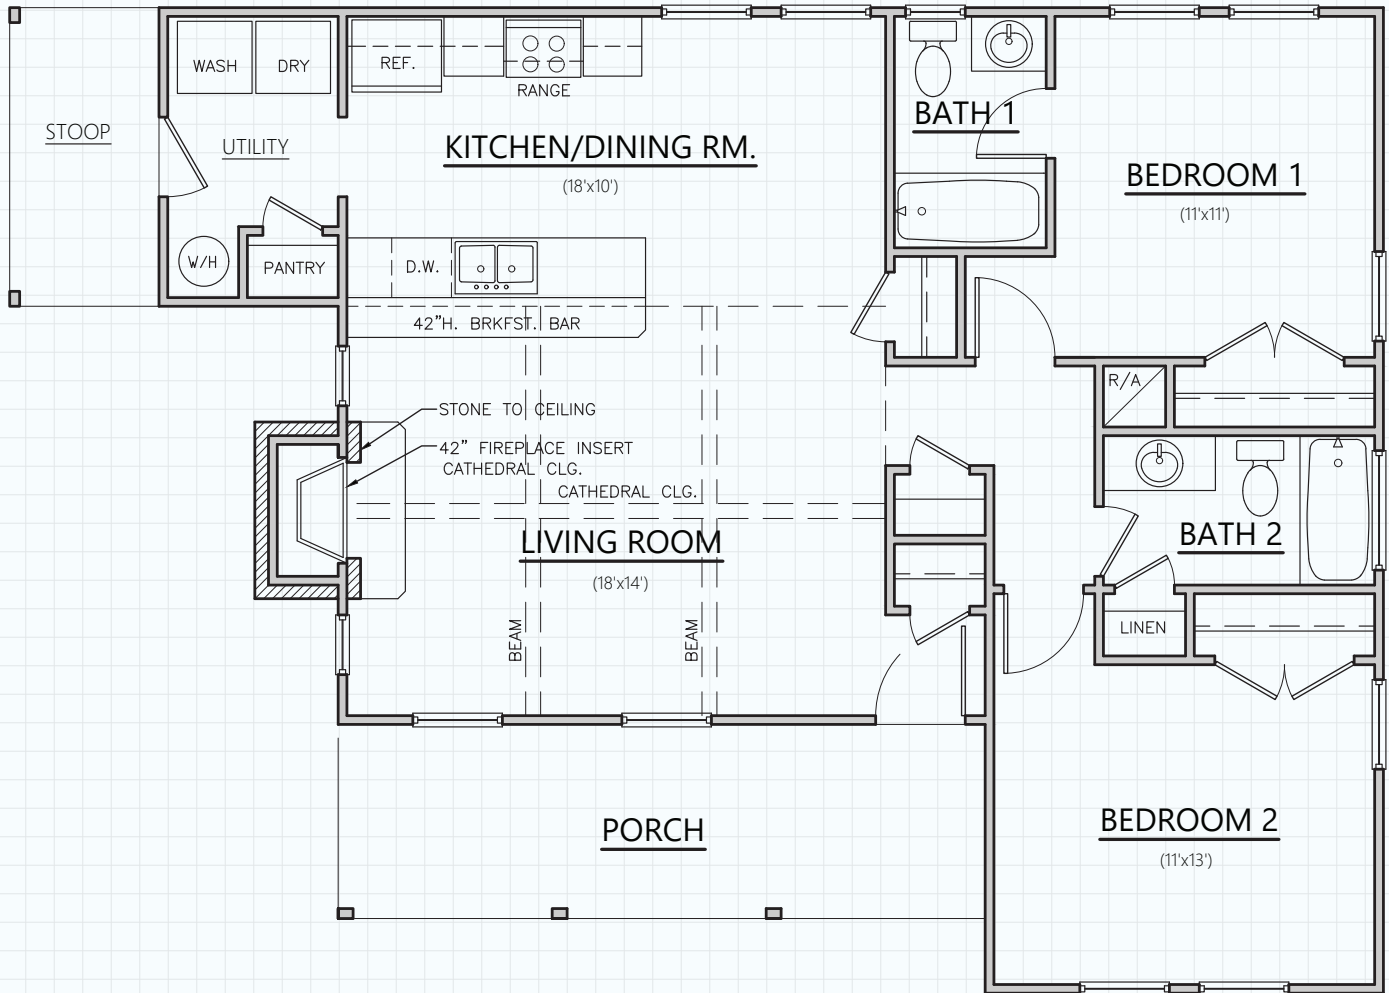 WASH
DRY
REF.
RANGE
STOOP
UTILITY
KITCHEN/DINING RM.
(18'x10')
BATH 1
BEDROOM 1
(11'x11')
W/H
PANTRY
D.W.
42"H. BRKFST. BAR
R/A
STONE TO CEILING
42" FIREPLACE INSERT
CATHEDRAL CLG.
CATHEDRAL CLG.
LIVING ROOM
(18'x14')
BATH 2
BEAM
BEAM
LINEN
PORCH
BEDROOM 2
(11'x13')